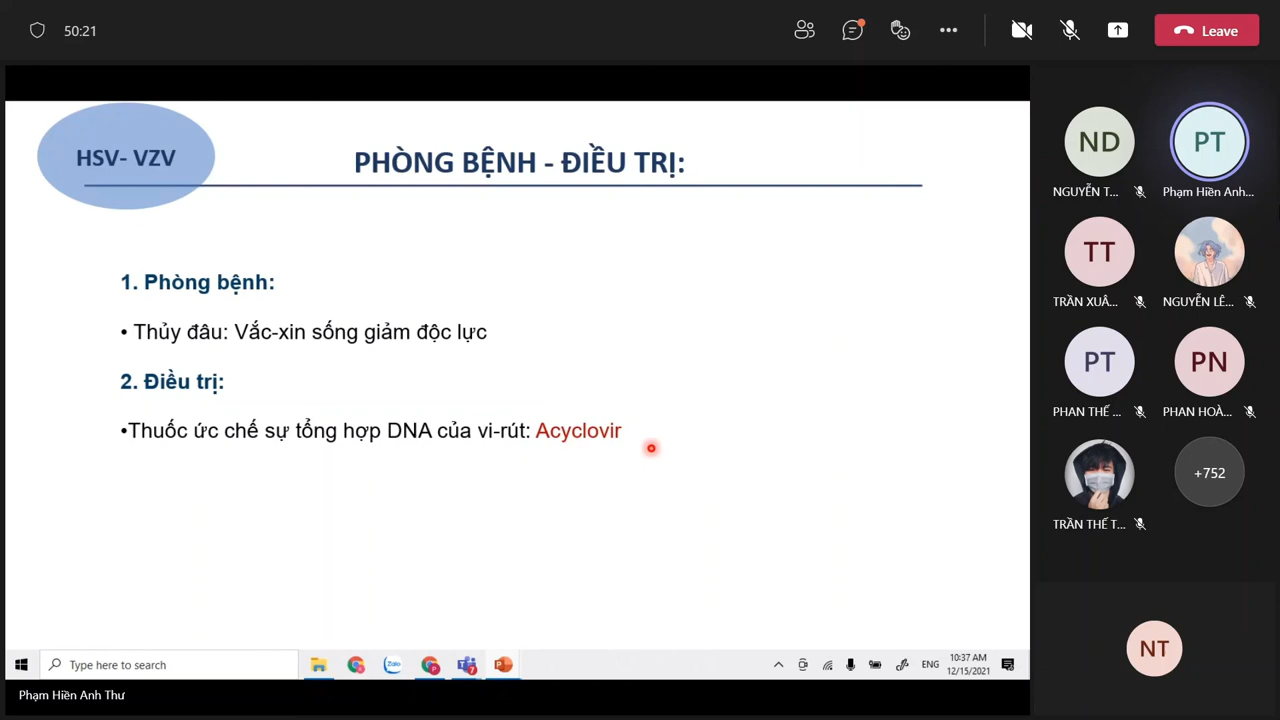 50:21
Leave
HSV- VZV
PHÒNG BỆNH - ĐIỀU TRỊ:
1. Phòng bệnh:
• Thủy đâu: Vắc-xin sống giảm độc lực
2. Điều trị:
•Thuốc ức chế sự tổng hợp DNA của vi-rút: Acyclovir
ND
PT
NGUYỄN T...
Phạm Hiền Anh...
TT
TRẦN XUÂ...
NGUYỄN LÊ...
PT
PN
PHAN THẾ ...
PHAN HOÀ...
+752
TRẦN THẾ T...
NT
Type here to search
Zalo
ENG
10:37 AM
12/15/2021
Phạm Hiền Anh Thư